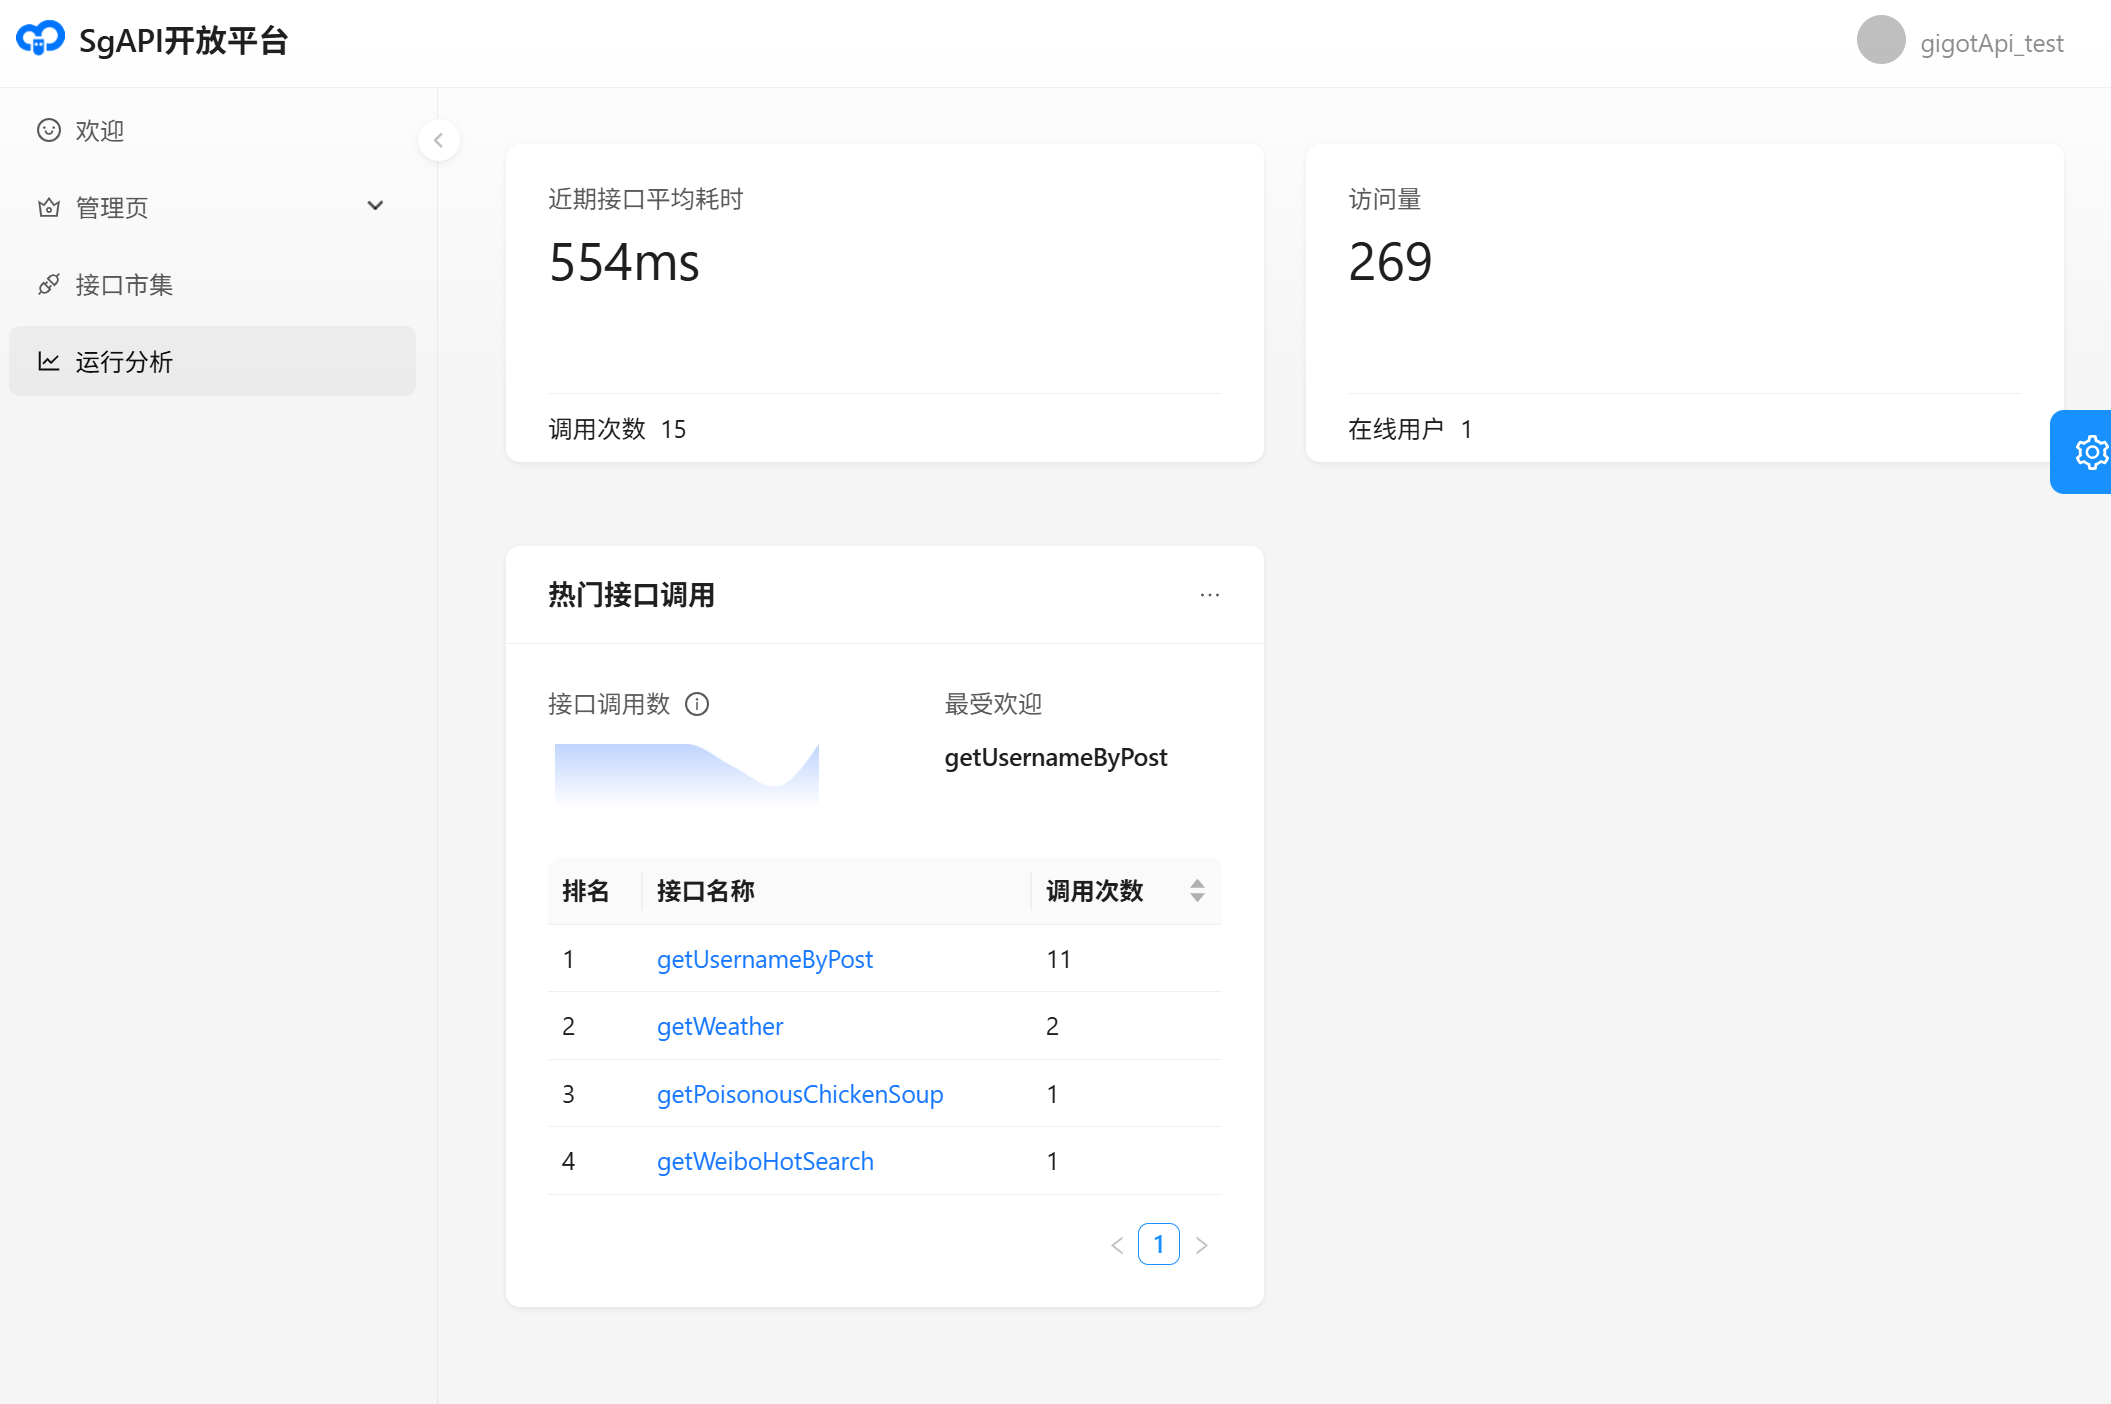 SgAPI开放平台
gigotApi_test
欢迎
管理页
接口市集
运行分析
近期接口平均耗时
554ms
调用次数 15
访问量
269
在线用户 1
热门接口调用
接口调用数
最受欢迎
getUsernameByPost
排名 接口名称 调用次数
1 getUsernameByPost 11
2 getWeather 2
3 getPoisonousChickenSoup 1
4 getWeiboHotSearch 1
1